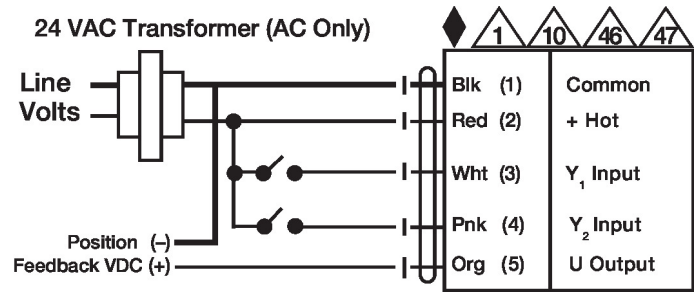 24 VAC Transformer (AC Only)
1 10 46 47
Line
Volts
Blk (1) Common
Red (2) + Hot
Wht (3) Y1 Input
Pnk (4) Y2 Input
Position (–)
Feedback VDC (+)
Org (5) U Output